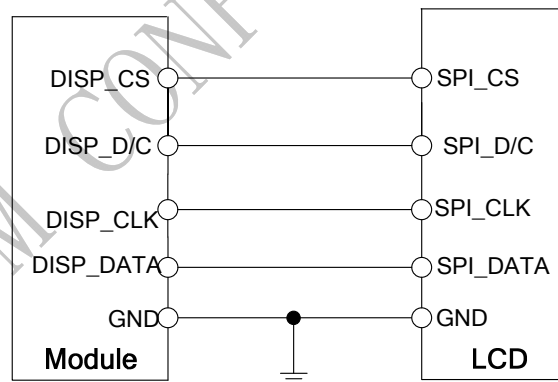 DISP_CS SPI_CS
DISP_D/C SPI_D/C
DISP_CLK SPI_CLK
DISP_DATA SPI_DATA
GND GND
Module LCD